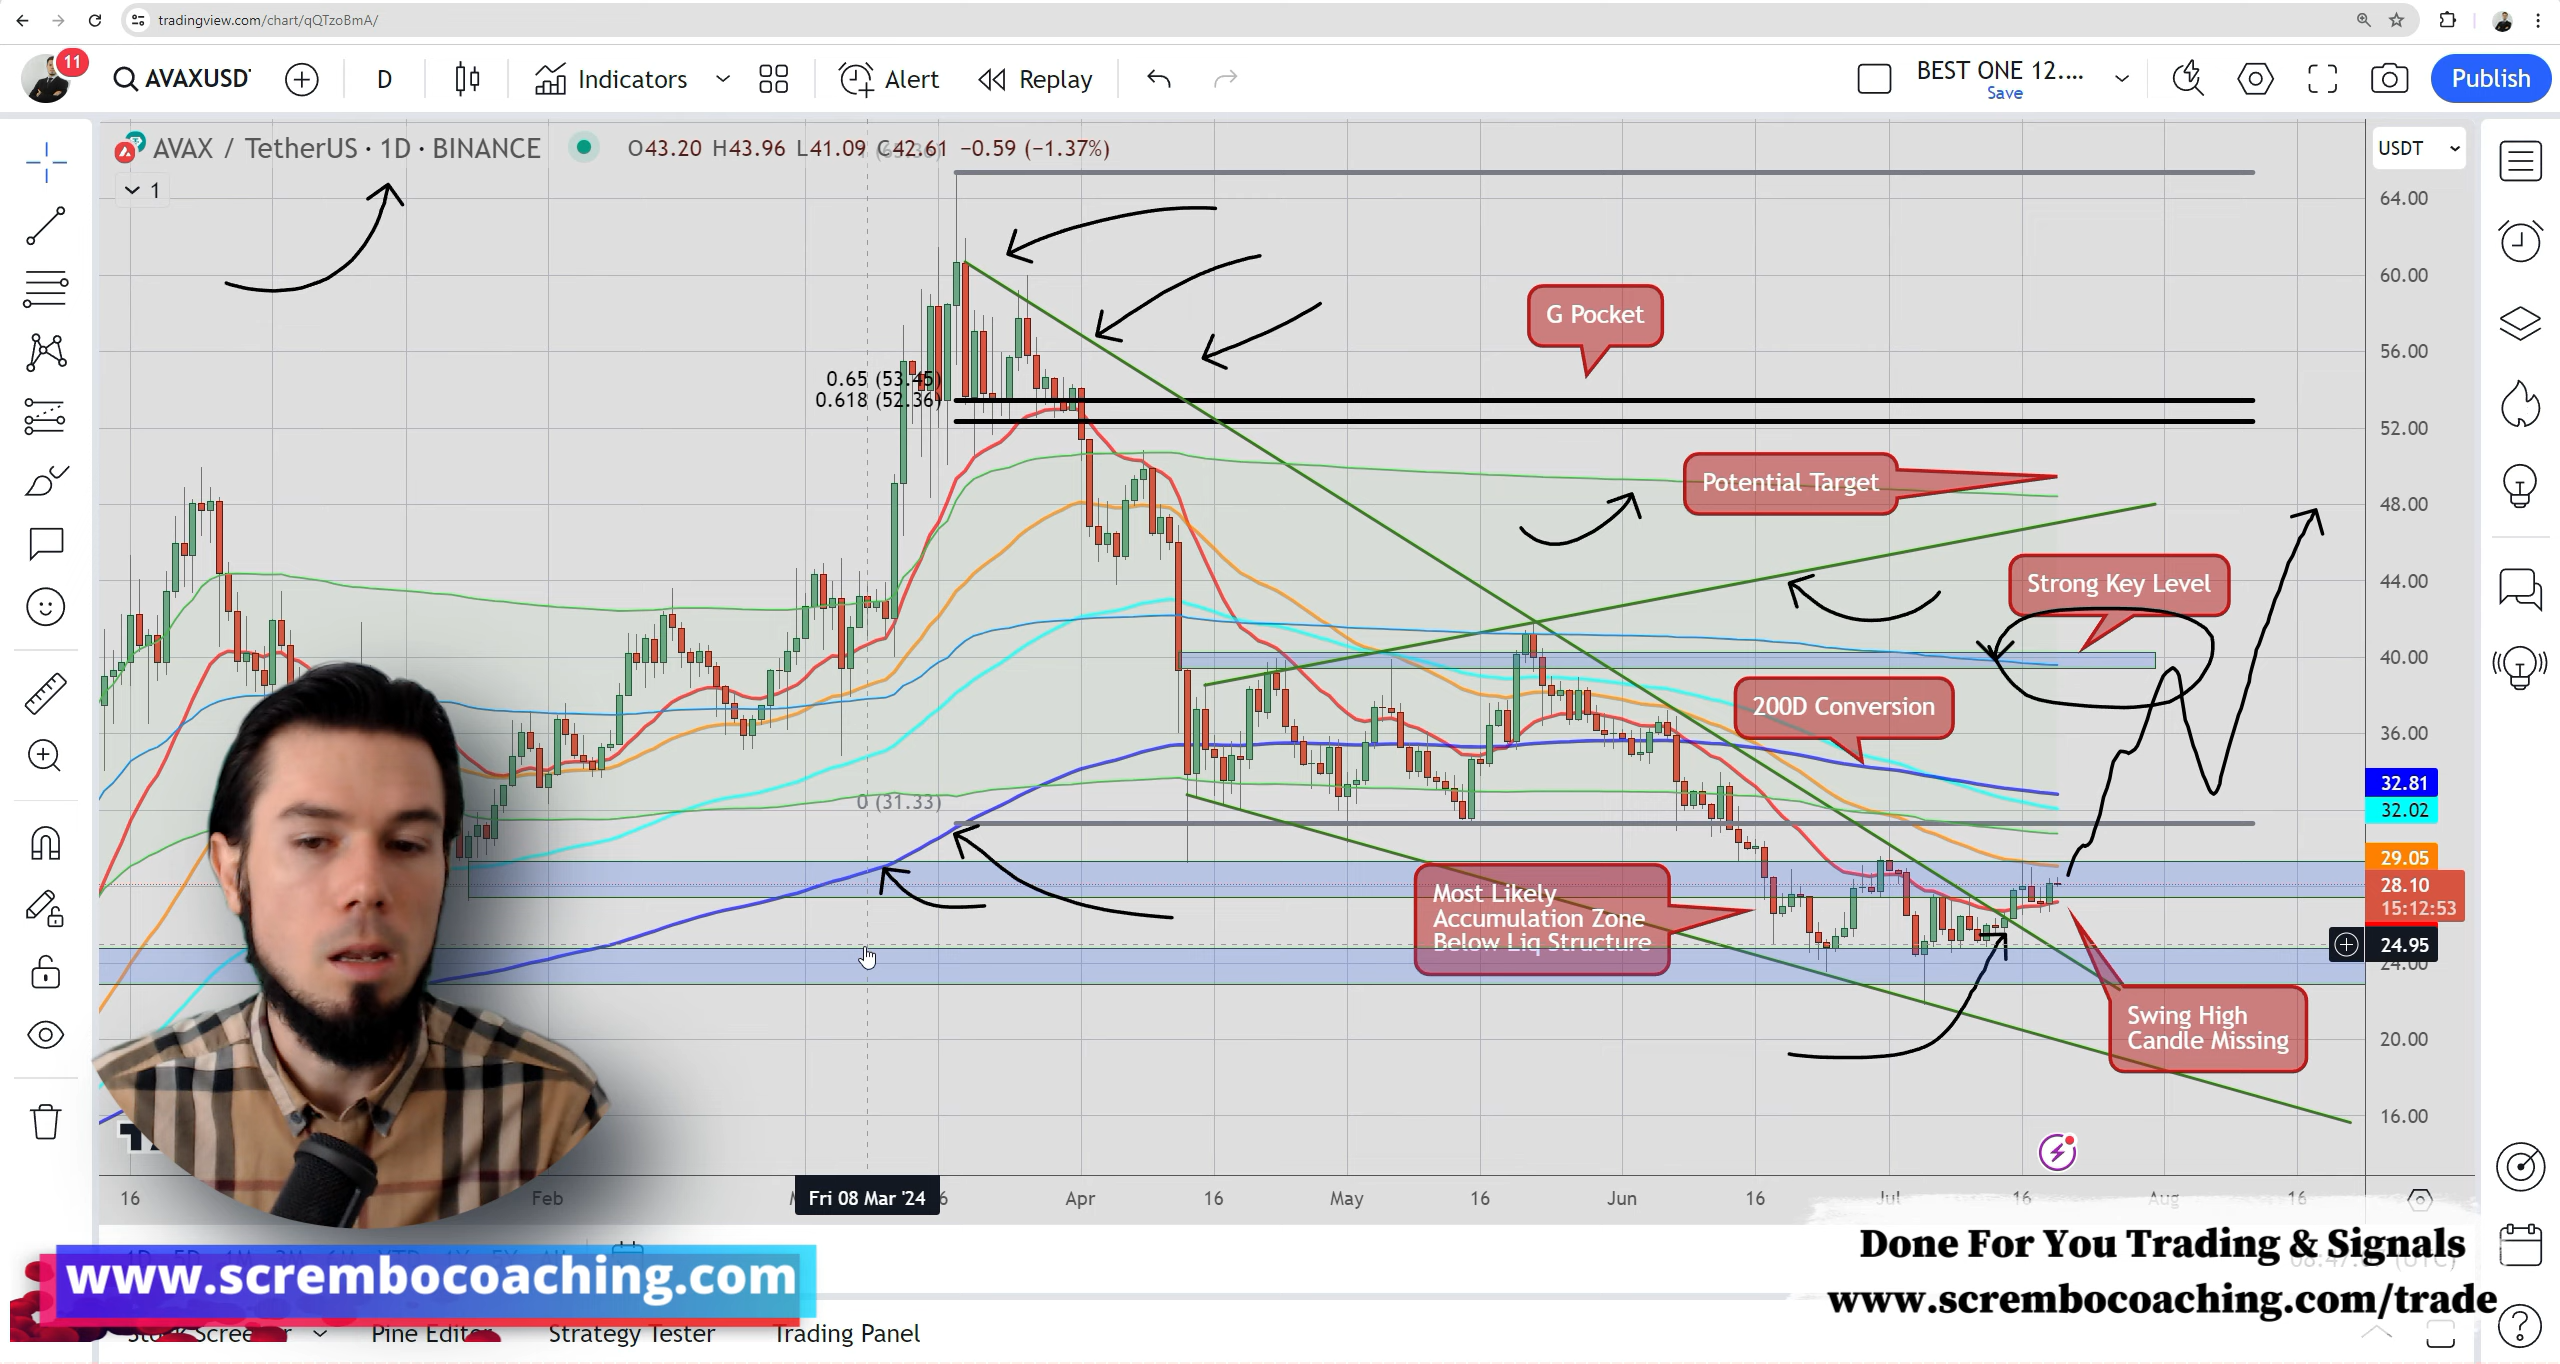 tradingview.com/chart/qQTzoBmA/
11
AVAXUSD
D
Indicators
Alert
Replay
BEST ONE 12....
Save
Publish
AVAX / TetherUS · 1D · BINANCE
O43.20 H43.96 L41.09 C42.61 −0.59 (−1.37%)
USDT
1
64.00
60.00
G Pocket
56.00
0.65 (53.45)
0.618 (52.36)
52.00
Potential Target
48.00
44.00
Strong Key Level
40.00
200D Conversion
36.00
32.81
0 (31.33)
32.02
29.05
28.10
15:12:53
Most Likely
Accumulation Zone
Below Liq Structure
24.95
24.00
Swing High
Candle Missing
20.00
16.00
16
Feb
Fri 08 Mar '24
Apr
16
May
16
Jun
16
Jul
16
Aug
16
Done For You Trading & Signals
www.scrembocoaching.com
www.scrembocoaching.com/trade
Pine Editor
Strategy Tester
Trading Panel